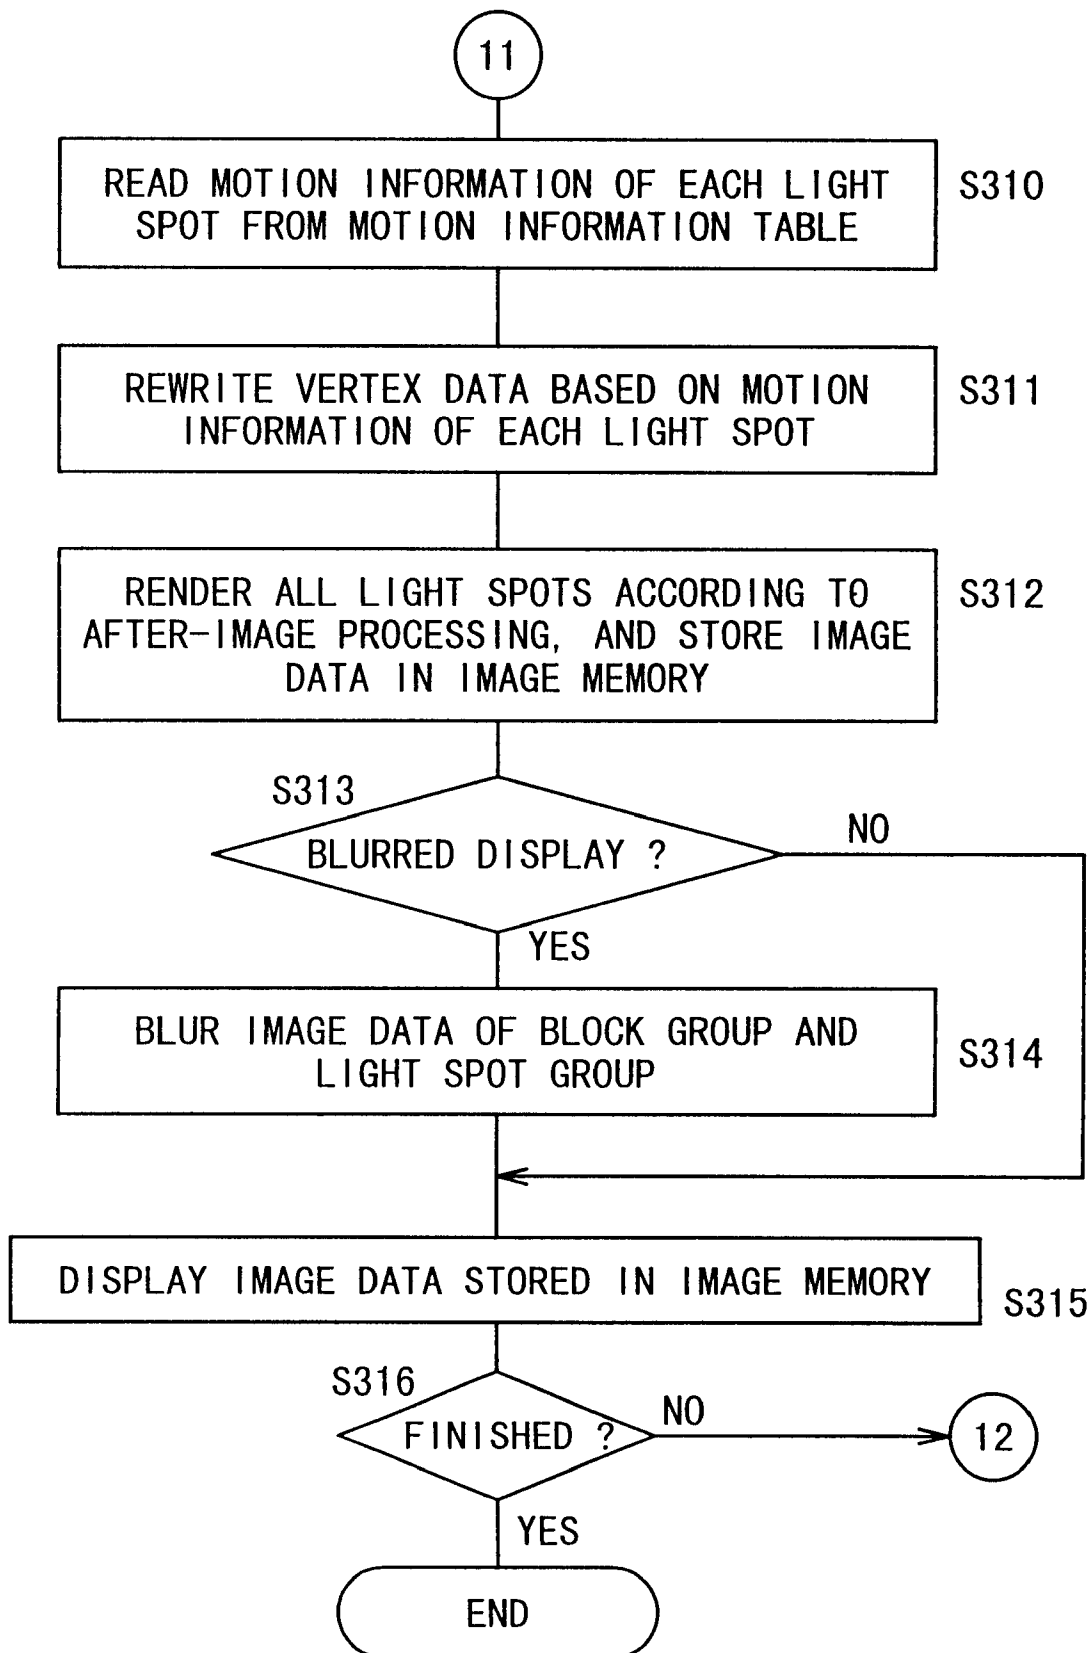 11
READ MOTION INFORMATION OF EACH LIGHT
SPOT FROM MOTION INFORMATION TABLE
S310
REWRITE VERTEX DATA BASED ON MOTION
INFORMATION OF EACH LIGHT SPOT
S311
RENDER ALL LIGHT SPOTS ACCORDING TO
AFTER-IMAGE PROCESSING, AND STORE IMAGE
DATA IN IMAGE MEMORY
S312
S313
BLURRED DISPLAY ?
NO
YES
BLUR IMAGE DATA OF BLOCK GROUP AND
LIGHT SPOT GROUP
S314
DISPLAY IMAGE DATA STORED IN IMAGE MEMORY
S315
S316
FINISHED ?
NO
12
YES
END